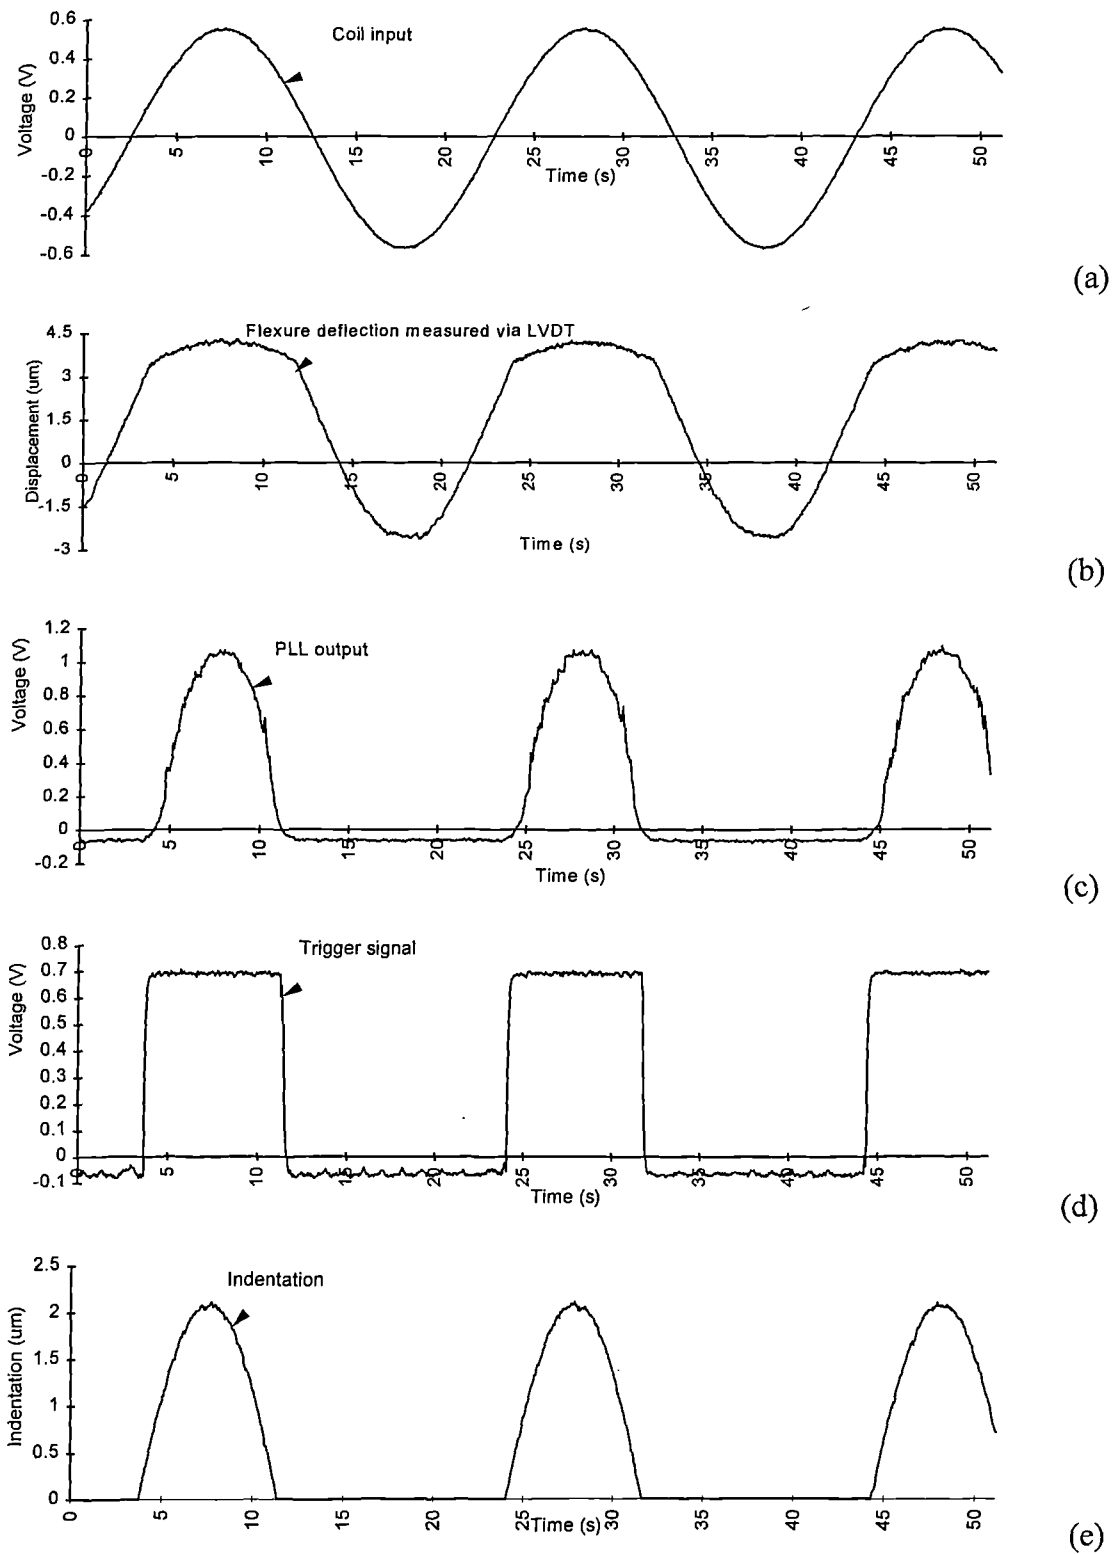 0.6
Coil input
0.4
0.2
0
-0.2
-0.4
-0.6
Voltage (V)
0 5 10 15 20 25 30 35 40 45 50
Time (s)
(a)
Flexure deflection measured via LVDT
4.5
3
1.5
0
-1.5
-3
Displacement (um)
0 5 10 15 20 25 30 35 40 45 50
Time (s)
(b)
1.2
PLL output
1
0.8
0.6
0.4
0.2
0
-0.2
Voltage (V)
0 5 10 15 20 25 30 35 40 45 50
Time (s)
(c)
0.8
Trigger signal
0.7
0.6
0.5
0.4
0.3
0.2
0.1
0
-0.1
Voltage (V)
0 5 10 15 20 25 30 35 40 45 50
Time (s)
(d)
2.5
Indentation
2
1.5
1
0.5
0
Indentation (um)
0 5 10 15 20 25 30 35 40 45 50
Time (s)
(e)